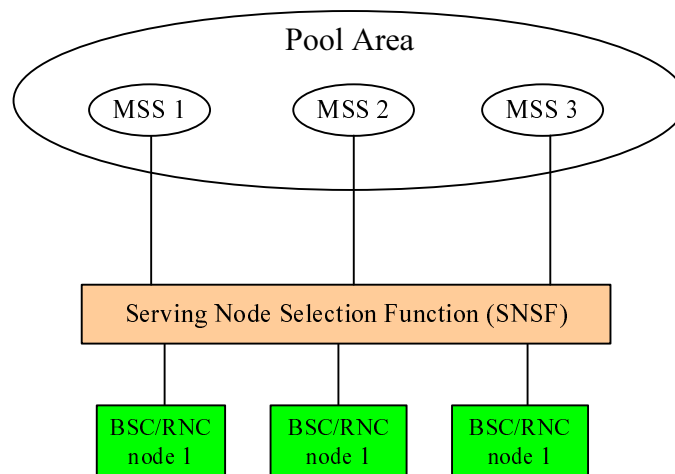 Pool Area
MSS 1
MSS 2
MSS 3
Serving Node Selection Function (SNSF)
BSC/RNC
node 1
BSC/RNC
node 1
BSC/RNC
node 1